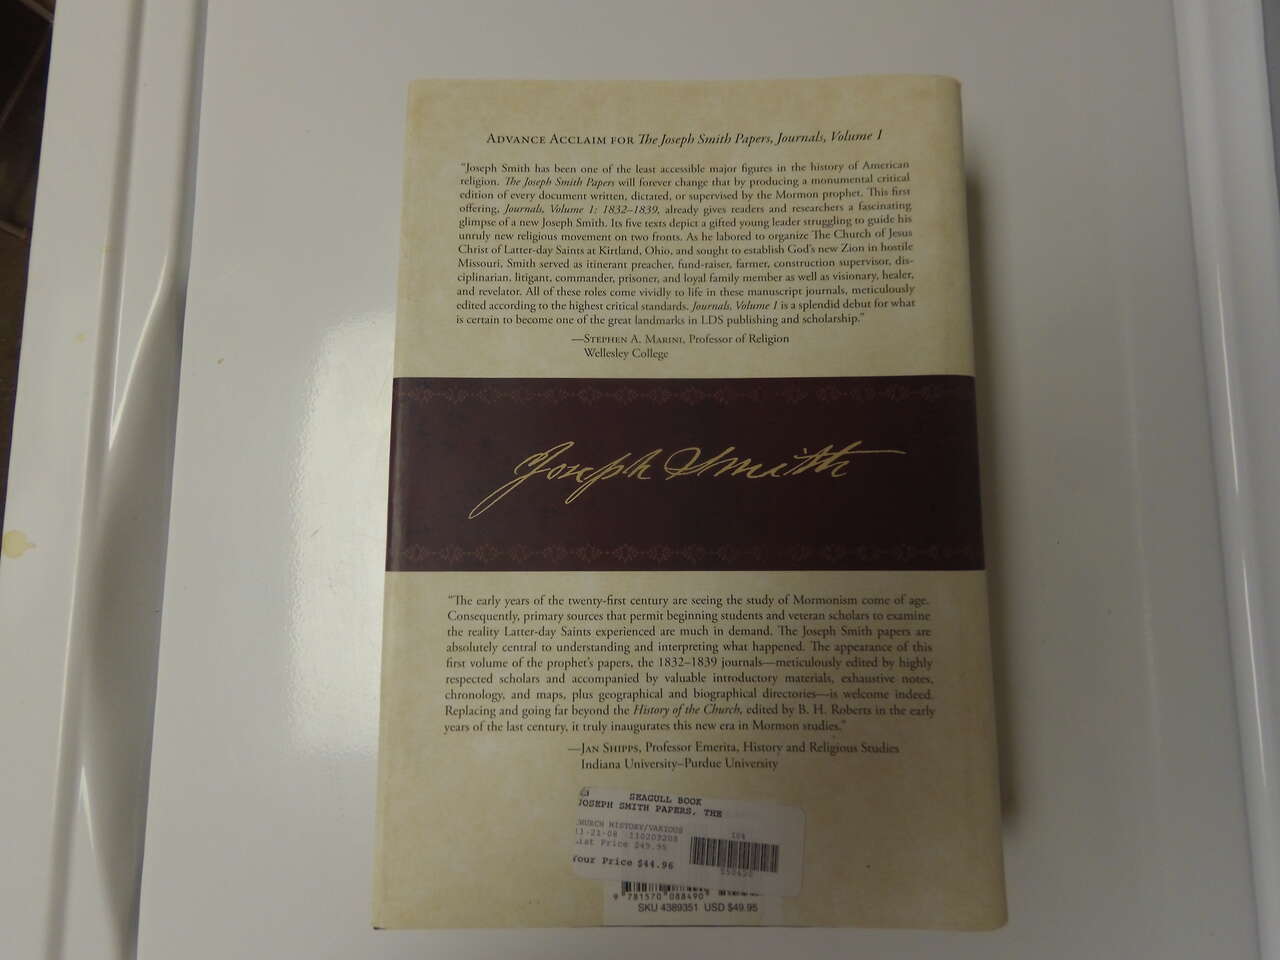 ADVANCE ACCLAIM FOR The Joseph Smith Papers, Journals, Volume 1
"Joseph Smith has been one of the least accessible major figures in the history of American
religion. The Joseph Smith Papers will forever change that by producing a monumental critical
edition of every document written, dictated, or supervised by the Mormon prophet. This first
offering, Journals, Volume 1: 1832–1839, already gives readers and researchers a fascinating
glimpse of a new Joseph Smith. Its five texts depict a gifted young leader struggling to guide his
unruly new religious movement on two fronts. As he labored to organize The Church of Jesus
Christ of Latter-day Saints at Kirtland, Ohio, and sought to establish God's new Zion in hostile
Missouri, Smith served as itinerant preacher, fund-raiser, farmer, construction supervisor, dis-
ciplinarian, litigant, commander, prisoner, and loyal family member as well as visionary, healer,
and revelator. All of these roles come vividly to life in these manuscript journals, meticulously
edited according to the highest critical standards. Journals, Volume 1 is a splendid debut for what
is certain to become one of the great landmarks in LDS publishing and scholarship."
—STEPHEN A. MARINI, Professor of Religion
Wellesley College
Joseph Smith
"The early years of the twenty-first century are seeing the study of Mormonism come of age.
Consequently, primary sources that permit beginning students and veteran scholars to examine
the reality Latter-day Saints experienced are much in demand. The Joseph Smith papers are
absolutely central to understanding and interpreting what happened. The appearance of this
first volume of the prophet's papers, the 1832–1839 journals—meticulously edited by highly
respected scholars and accompanied by valuable introductory materials, exhaustive notes,
chronology, and maps, plus geographical and biographical directories—is welcome indeed.
Replacing and going far beyond the History of the Church, edited by B. H. Roberts in the early
years of the last century, it truly inaugurates this new era in Mormon studies."
—JAN SHIPPS, Professor Emerita, History and Religious Studies
Indiana University–Purdue University
SEAGULL BOOK
JOSEPH SMITH PAPERS, THE
CHURCH HISTORY/VARIOUS
11-21-08 110203208
List Price $49.95
Your Price $44.96
10%
9 781570 088490
SKU 4389351 USD $49.95